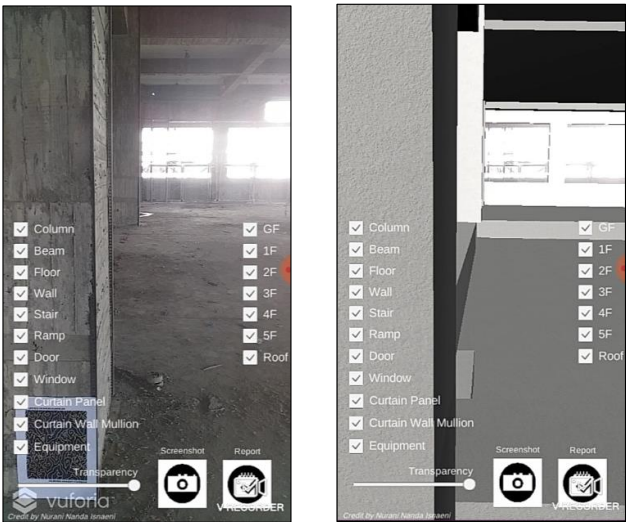 Column
Beam
Floor
Wall
Stair
Ramp
Door
Window
Curtain Panel
Curtain Wall Mullion
Equipment
GF
1F
2F
3F
4F
5F
Roof
Transparency
Screenshot
Report
vuforia
V-RECORDER
Credit by Nurani Nanda Isnaeni
Column
Beam
Floor
Wall
Stair
Ramp
Door
Window
Curtain Panel
Curtain Wall Mullion
Equipment
GF
1F
2F
3F
4F
5F
Roof
Transparency
Screenshot
Report
V-RECORDER
Credit by Nurani Nanda Isnaeni